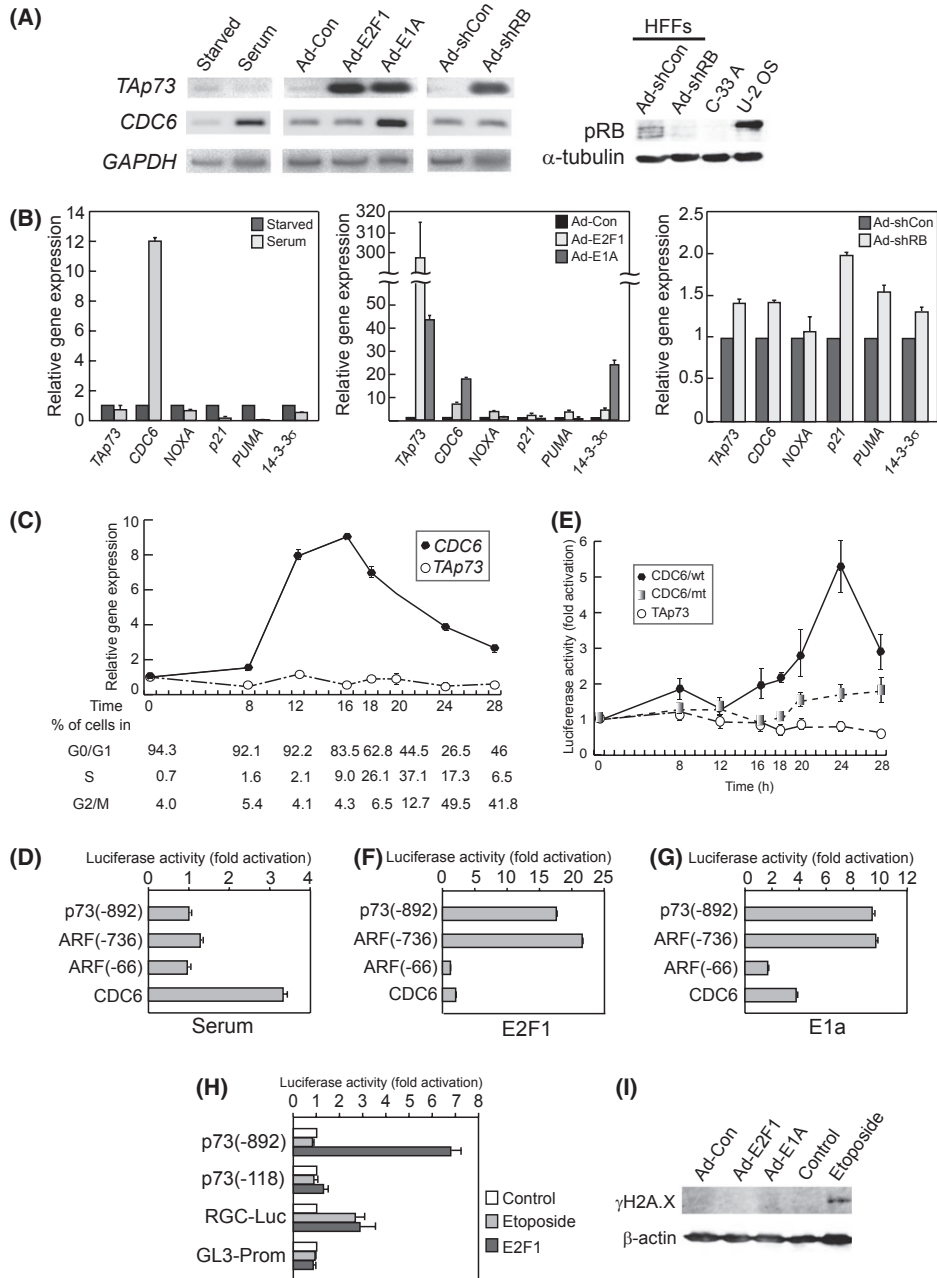 (A)
Starved
Serum
Ad-Con
Ad-E2F1
Ad-E1A
Ad-shCon
Ad-shRB
TAp73
CDC6
GAPDH
HFFs
Ad-shCon
Ad-shRB
C-33 A
U-2 OS
pRB
α-tubulin
(B)
Relative gene expression
14
12
10
8
6
4
2
0
Starved
Serum
TAp73
CDC6
NOXA
p21
PUMA
14-3-3σ
Relative gene expression
320
300
50
40
30
20
10
0
Ad-Con
Ad-E2F1
Ad-E1A
TAp73
CDC6
NOXA
p21
PUMA
14-3-3σ
Relative gene expression
2.5
2.0
1.5
1.0
0.5
0
Ad-shCon
Ad-shRB
TAp73
CDC6
NOXA
p21
PUMA
14-3-3σ
(C)
Relative gene expression
10
8
6
4
2
0
CDC6
TAp73
Time 0 8 12 16 18 20 24 28
% of cells in
G0/G1 94.3 92.1 92.2 83.5 62.8 44.5 26.5 46
S 0.7 1.6 2.1 9.0 26.1 37.1 17.3 6.5
G2/M 4.0 5.4 4.1 4.3 6.5 12.7 49.5 41.8
(E)
Lucifererase activity (fold activation)
6
5
4
3
2
1
0
CDC6/wt
CDC6/mt
TAp73
0 8 12 16 18 20 24 28
Time (h)
(D)
Luciferase activity (fold activation)
0 1 2 3 4
p73(-892)
ARF(-736)
ARF(-66)
CDC6
Serum
(F)
Luciferase activity (fold activation)
0 5 10 15 20 25
p73(-892)
ARF(-736)
ARF(-66)
CDC6
E2F1
(G)
Luciferase activity (fold activation)
0 2 4 6 8 10 12
p73(-892)
ARF(-736)
ARF(-66)
CDC6
E1a
(H)
Luciferase activity (fold activation)
0 1 2 3 4 5 6 7 8
p73(-892)
p73(-118)
RGC-Luc
GL3-Prom
Control
Etoposide
E2F1
(I)
Ad-Con
Ad-E2F1
Ad-E1A
Control
Etoposide
γH2A.X
β-actin